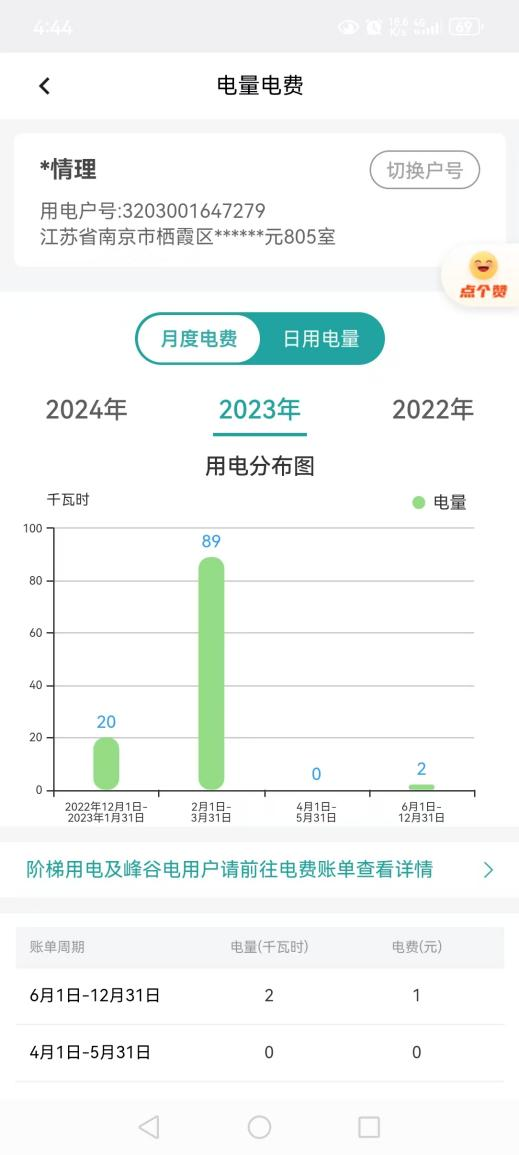 4:44
18.6
K/s
4G
69
电量电费
*情理
切换户号
用电户号:3203001647279
江苏省南京市栖霞区******元805室
点个赞
月度电费
日用电量
2024年
2023年
2022年
用电分布图
千瓦时
电量
100
80
60
40
20
0
20
89
0
2
2022年12月1日-
2023年1月31日
2月1日-
3月31日
4月1日-
5月31日
6月1日-
12月31日
阶梯用电及峰谷电用户请前往电费账单查看详情
账单周期 电量(千瓦时) 电费(元)
6月1日-12月31日 2 1
4月1日-5月31日 0 0